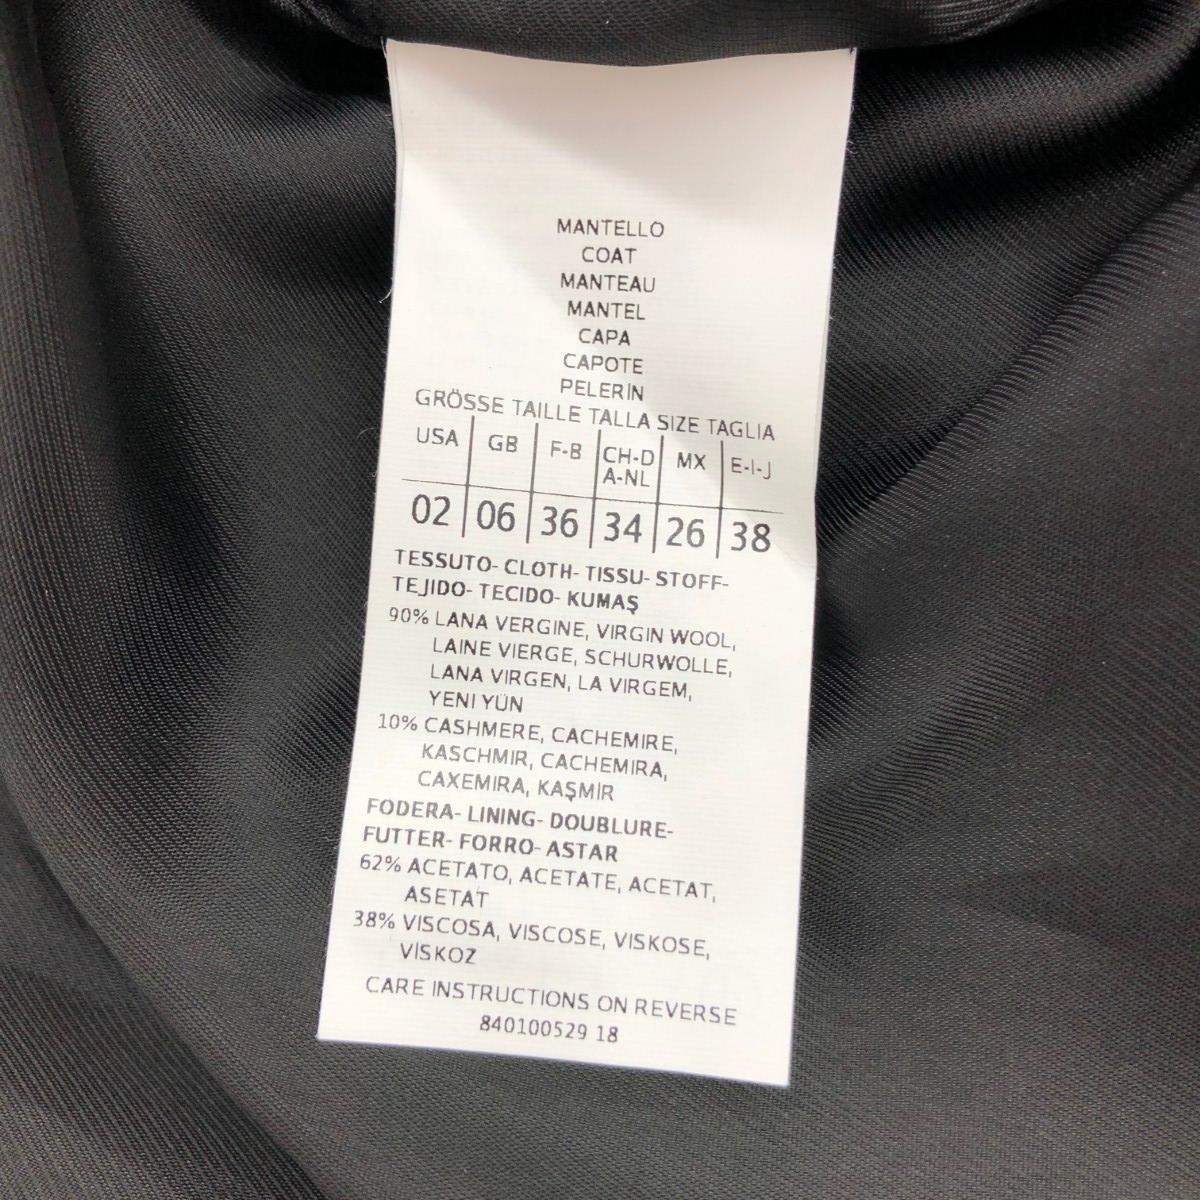 MANTELLO
COAT
MANTEAU
MANTEL
CAPA
CAPOTE
PELERIN
GRÖSSE TAILLE TALLA SIZE TAGLIA
USA GB F-B CH-D A-NL MX E-I-J
02 06 36 34 26 38
TESSUTO- CLOTH- TISSU- STOFF-
TEJIDO- TECIDO- KUMAŞ
90% LANA VERGINE, VIRGIN WOOL,
LAINE VIERGE, SCHURWOLLE,
LANA VIRGEN, LA VIRGEM,
YENI YÜN
10% CASHMERE, CACHEMIRE,
KASCHMIR, CACHEMIRA,
CAXEMIRA, KAŞMIR
FODERA- LINING- DOUBLURE-
FUTTER- FORRO- ASTAR
62% ACETATO, ACETATE, ACETAT,
ASETAT
38% VISCOSA, VISCOSE, VISKOSE,
VİSKOZ
CARE INSTRUCTIONS ON REVERSE
840100529 18